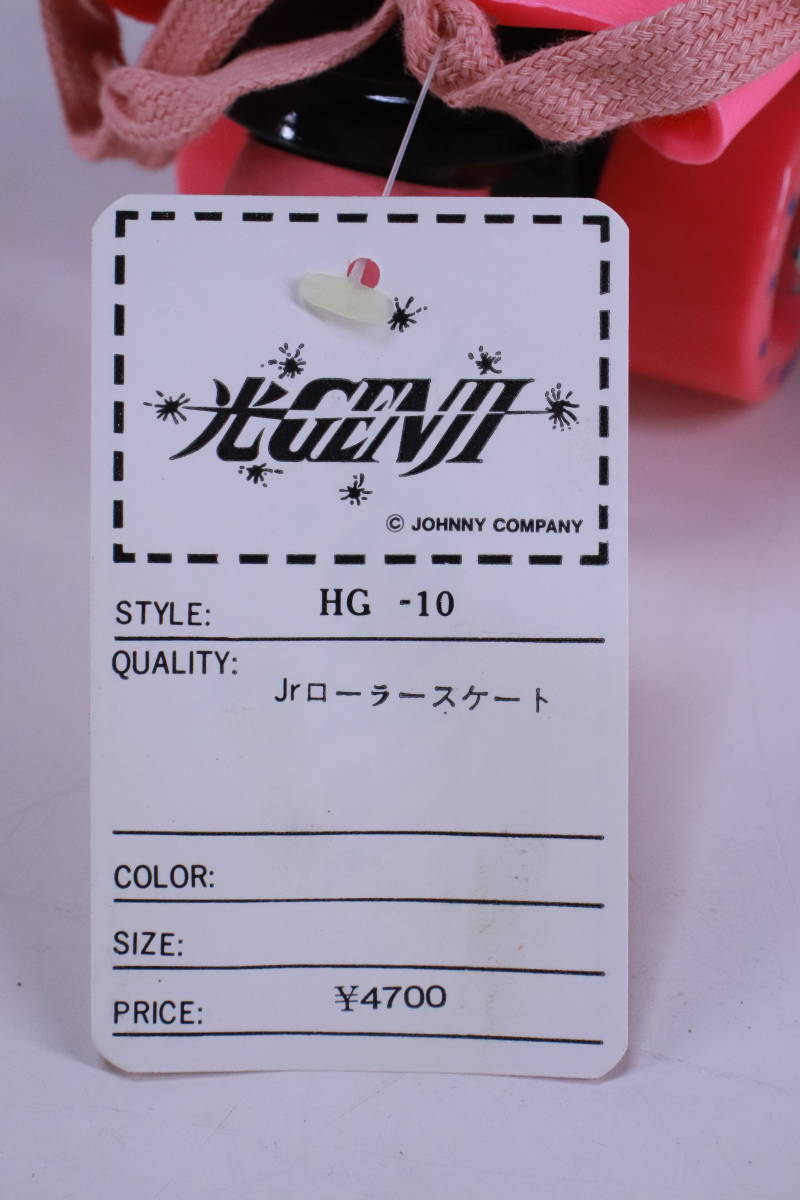 光GENJI
© JOHNNY COMPANY
STYLE: HG -10
QUALITY:
Jrローラースケート
COLOR:
SIZE:
PRICE: ¥4700